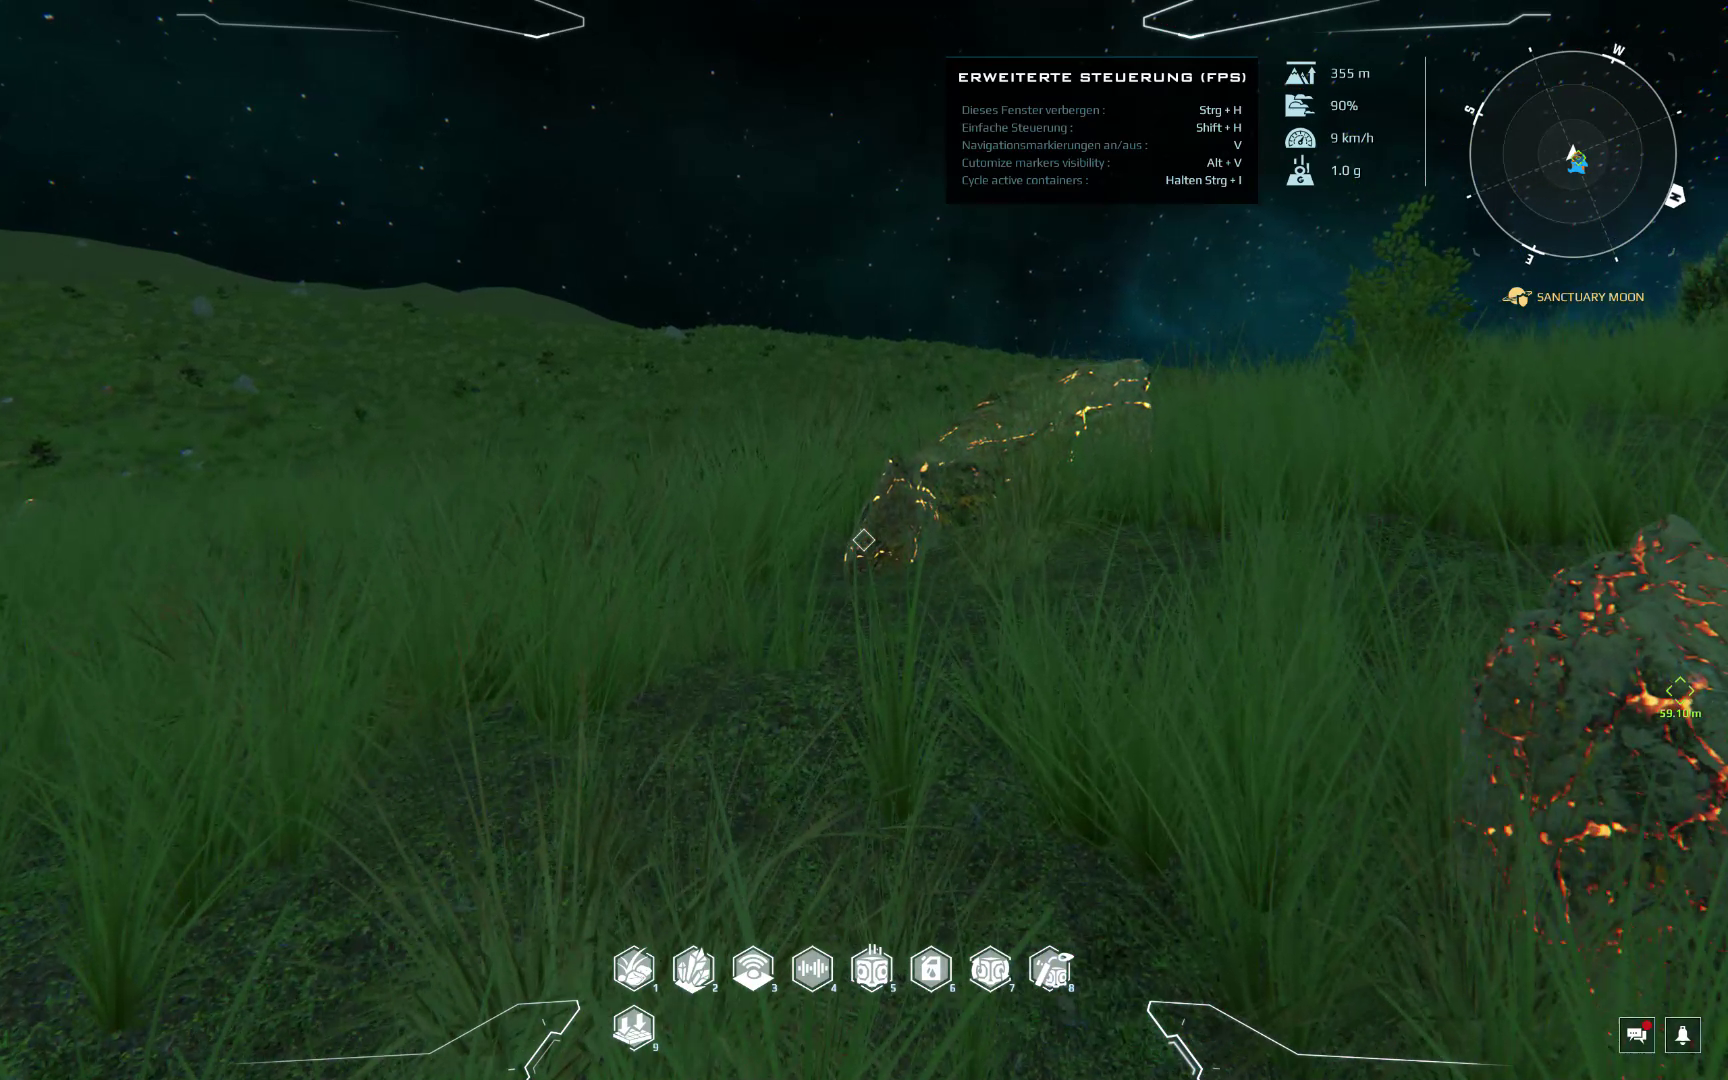 ERWEITERTE STEUERUNG (FPS)
Dieses Fenster verbergen : Strg + H
Einfache Steuerung : Shift + H
Navigationsmarkierungen an/aus : V
Cutomize markers visibility : Alt + V
Cycle active containers : Halten Strg + I
355 m
90%
9 km/h
1.0 g
G
W
S
N
E
SANCTUARY MOON
59.10 m
1
2
3
4
5
6
7
8
9